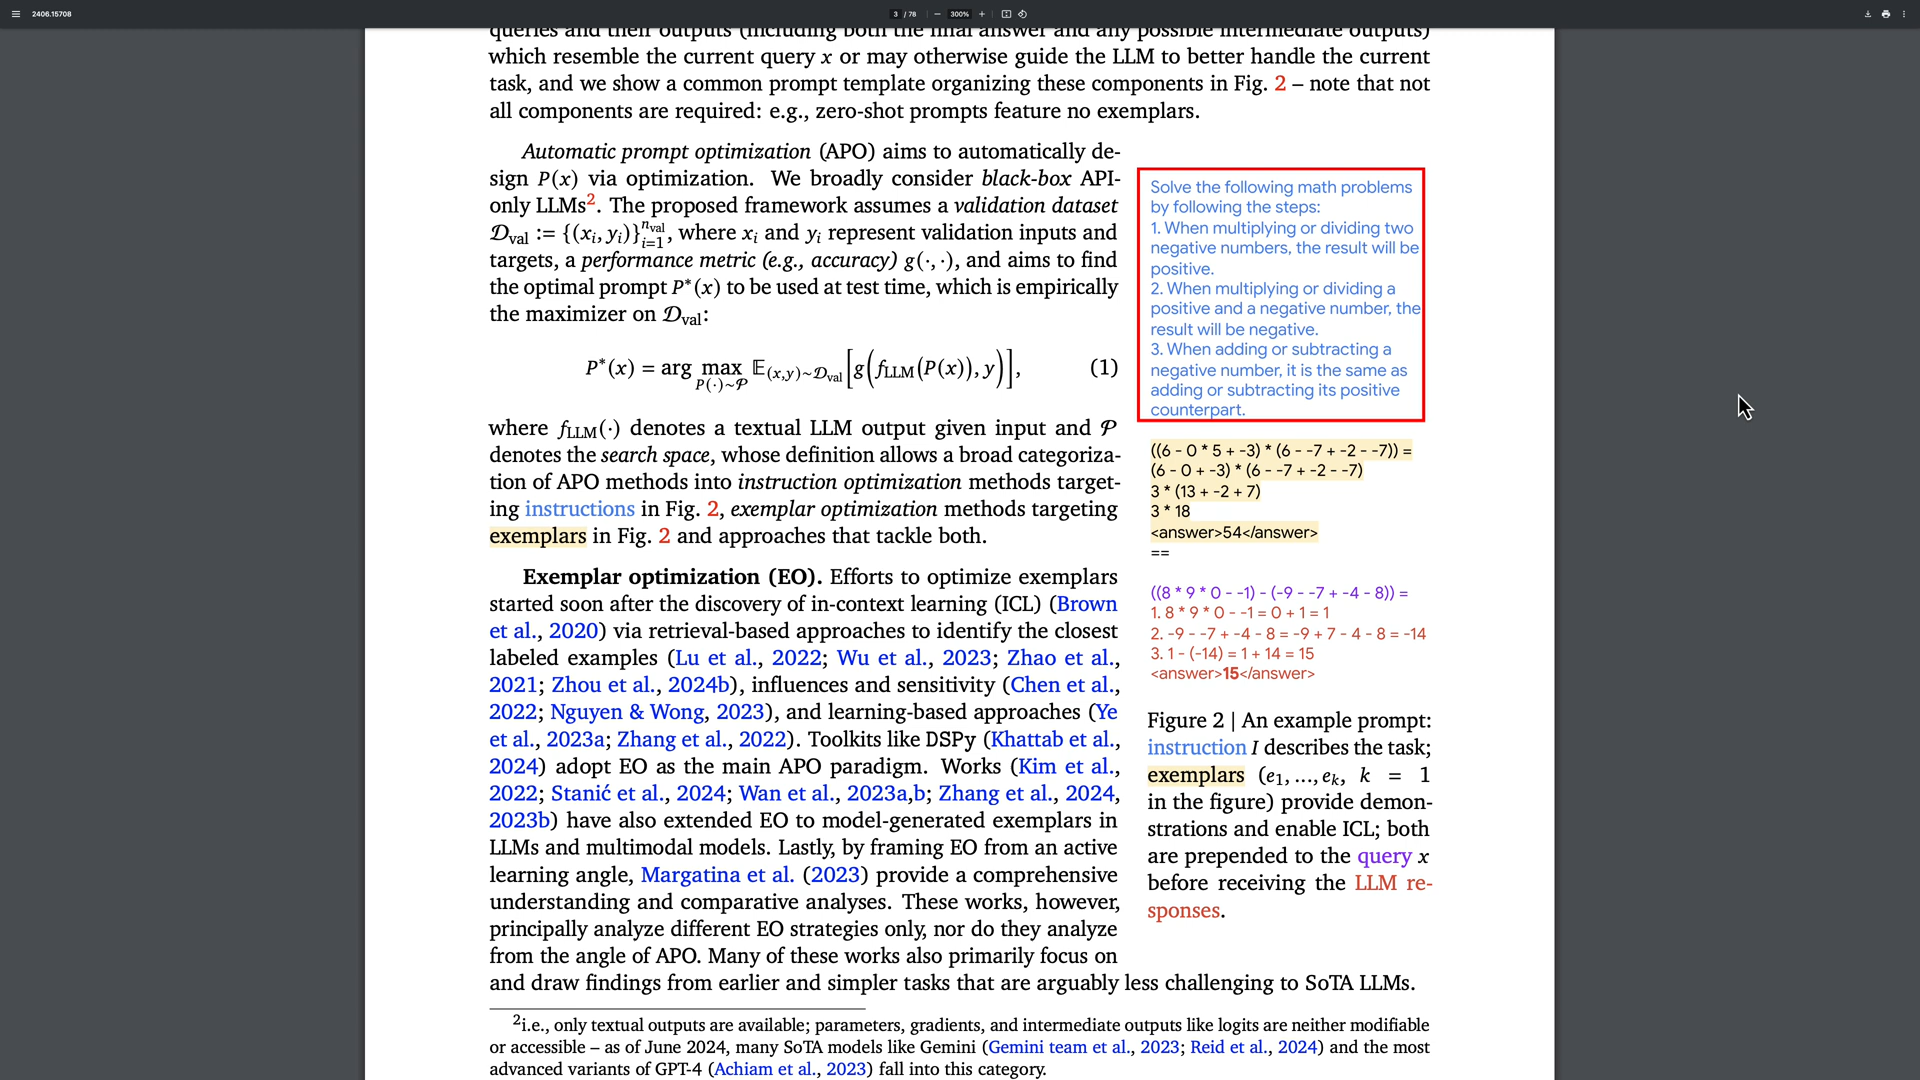 2406.15708
3 / 78
300%
queries and their outputs (including both the final answer and any possible intermediate outputs)
which resemble the current query x or may otherwise guide the LLM to better handle the current
task, and we show a common prompt template organizing these components in Fig. 2 – note that not
all components are required: e.g., zero-shot prompts feature no exemplars.
Automatic prompt optimization (APO) aims to automatically de-
sign P(x) via optimization. We broadly consider black-box API-
only LLMs². The proposed framework assumes a validation dataset
𝒟val := {(xᵢ, yᵢ)}ⁿval i=1, where xᵢ and yᵢ represent validation inputs and
targets, a performance metric (e.g., accuracy) g(·, ·), and aims to find
the optimal prompt P*(x) to be used at test time, which is empirically
the maximizer on 𝒟val:
P*(x) = arg max P(·)∼𝒫 𝔼(x,y)∼𝒟val [g(fLLM(P(x)), y)], (1)
where fLLM(·) denotes a textual LLM output given input and 𝒫
denotes the search space, whose definition allows a broad categoriza-
tion of APO methods into instruction optimization methods target-
ing instructions in Fig. 2, exemplar optimization methods targeting
exemplars in Fig. 2 and approaches that tackle both.
Exemplar optimization (EO). Efforts to optimize exemplars
started soon after the discovery of in-context learning (ICL) (Brown
et al., 2020) via retrieval-based approaches to identify the closest
labeled examples (Lu et al., 2022; Wu et al., 2023; Zhao et al.,
2021; Zhou et al., 2024b), influences and sensitivity (Chen et al.,
2022; Nguyen & Wong, 2023), and learning-based approaches (Ye
et al., 2023a; Zhang et al., 2022). Toolkits like DSPy (Khattab et al.,
2024) adopt EO as the main APO paradigm. Works (Kim et al.,
2022; Stanić et al., 2024; Wan et al., 2023a,b; Zhang et al., 2024,
2023b) have also extended EO to model-generated exemplars in
LLMs and multimodal models. Lastly, by framing EO from an active
learning angle, Margatina et al. (2023) provide a comprehensive
understanding and comparative analyses. These works, however,
principally analyze different EO strategies only, nor do they analyze
from the angle of APO. Many of these works also primarily focus on
and draw findings from earlier and simpler tasks that are arguably less challenging to SoTA LLMs.
Solve the following math problems
by following the steps:
1. When multiplying or dividing two
negative numbers, the result will be
positive.
2. When multiplying or dividing a
positive and a negative number, the
result will be negative.
3. When adding or subtracting a
negative number, it is the same as
adding or subtracting its positive
counterpart.
((6 - 0 * 5 + -3) * (6 - -7 + -2 - -7)) =
(6 - 0 + -3) * (6 - -7 + -2 - -7)
3 * (13 + -2 + 7)
3 * 18
<answer>54</answer>
==
((8 * 9 * 0 - -1) - (-9 - -7 + -4 - 8)) =
1. 8 * 9 * 0 - -1 = 0 + 1 = 1
2. -9 - -7 + -4 - 8 = -9 + 7 - 4 - 8 = -14
3. 1 - (-14) = 1 + 14 = 15
<answer>15</answer>
Figure 2 | An example prompt:
instruction I describes the task;
exemplars (e₁, ..., eₖ, k = 1
in the figure) provide demon-
strations and enable ICL; both
are prepended to the query x
before receiving the LLM re-
sponses.
²i.e., only textual outputs are available; parameters, gradients, and intermediate outputs like logits are neither modifiable
or accessible – as of June 2024, many SoTA models like Gemini (Gemini team et al., 2023; Reid et al., 2024) and the most
advanced variants of GPT-4 (Achiam et al., 2023) fall into this category.